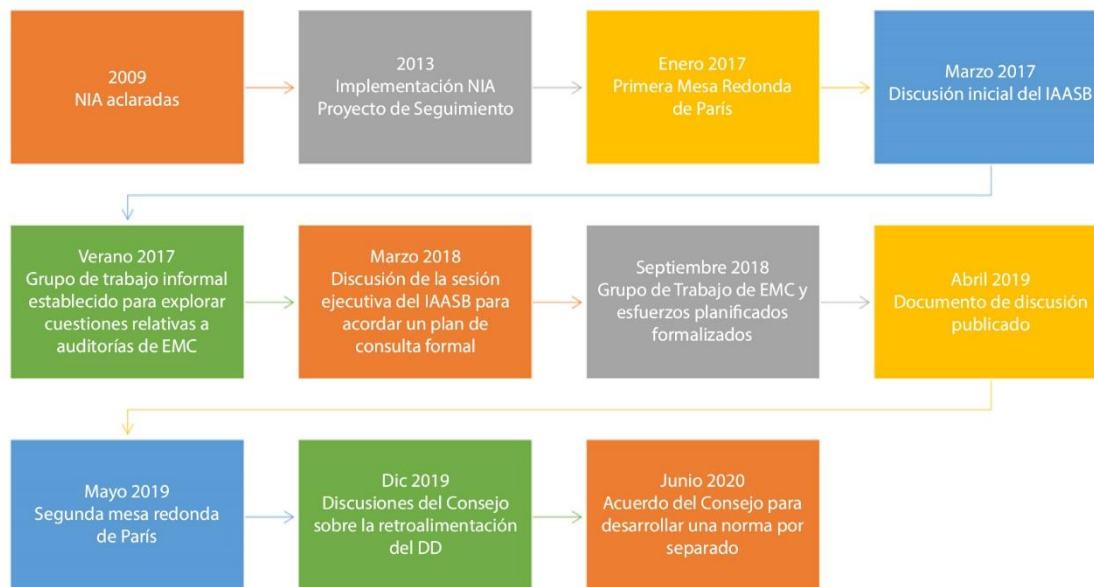 2009
NIA aclaradas
2013
Implementación NIA
Proyecto de Seguimiento
Enero 2017
Primera Mesa Redonda
de París
Marzo 2017
Discusión inicial del IAASB
Verano 2017
Grupo de trabajo informal
establecido para explorar
cuestiones relativas a
auditorías de EMC
Marzo 2018
Discusión de la sesión
ejecutiva del IAASB para
acordar un plan de
consulta formal
Septiembre 2018
Grupo de Trabajo de EMC y
esfuerzos planificados
formalizados
Abril 2019
Documento de discusión
publicado
Mayo 2019
Segunda mesa redonda
de París
Dic 2019
Discusiones del Consejo
sobre la retroalimentación
del DD
Junio 2020
Acuerdo del Consejo para
desarrollar una norma por
separado